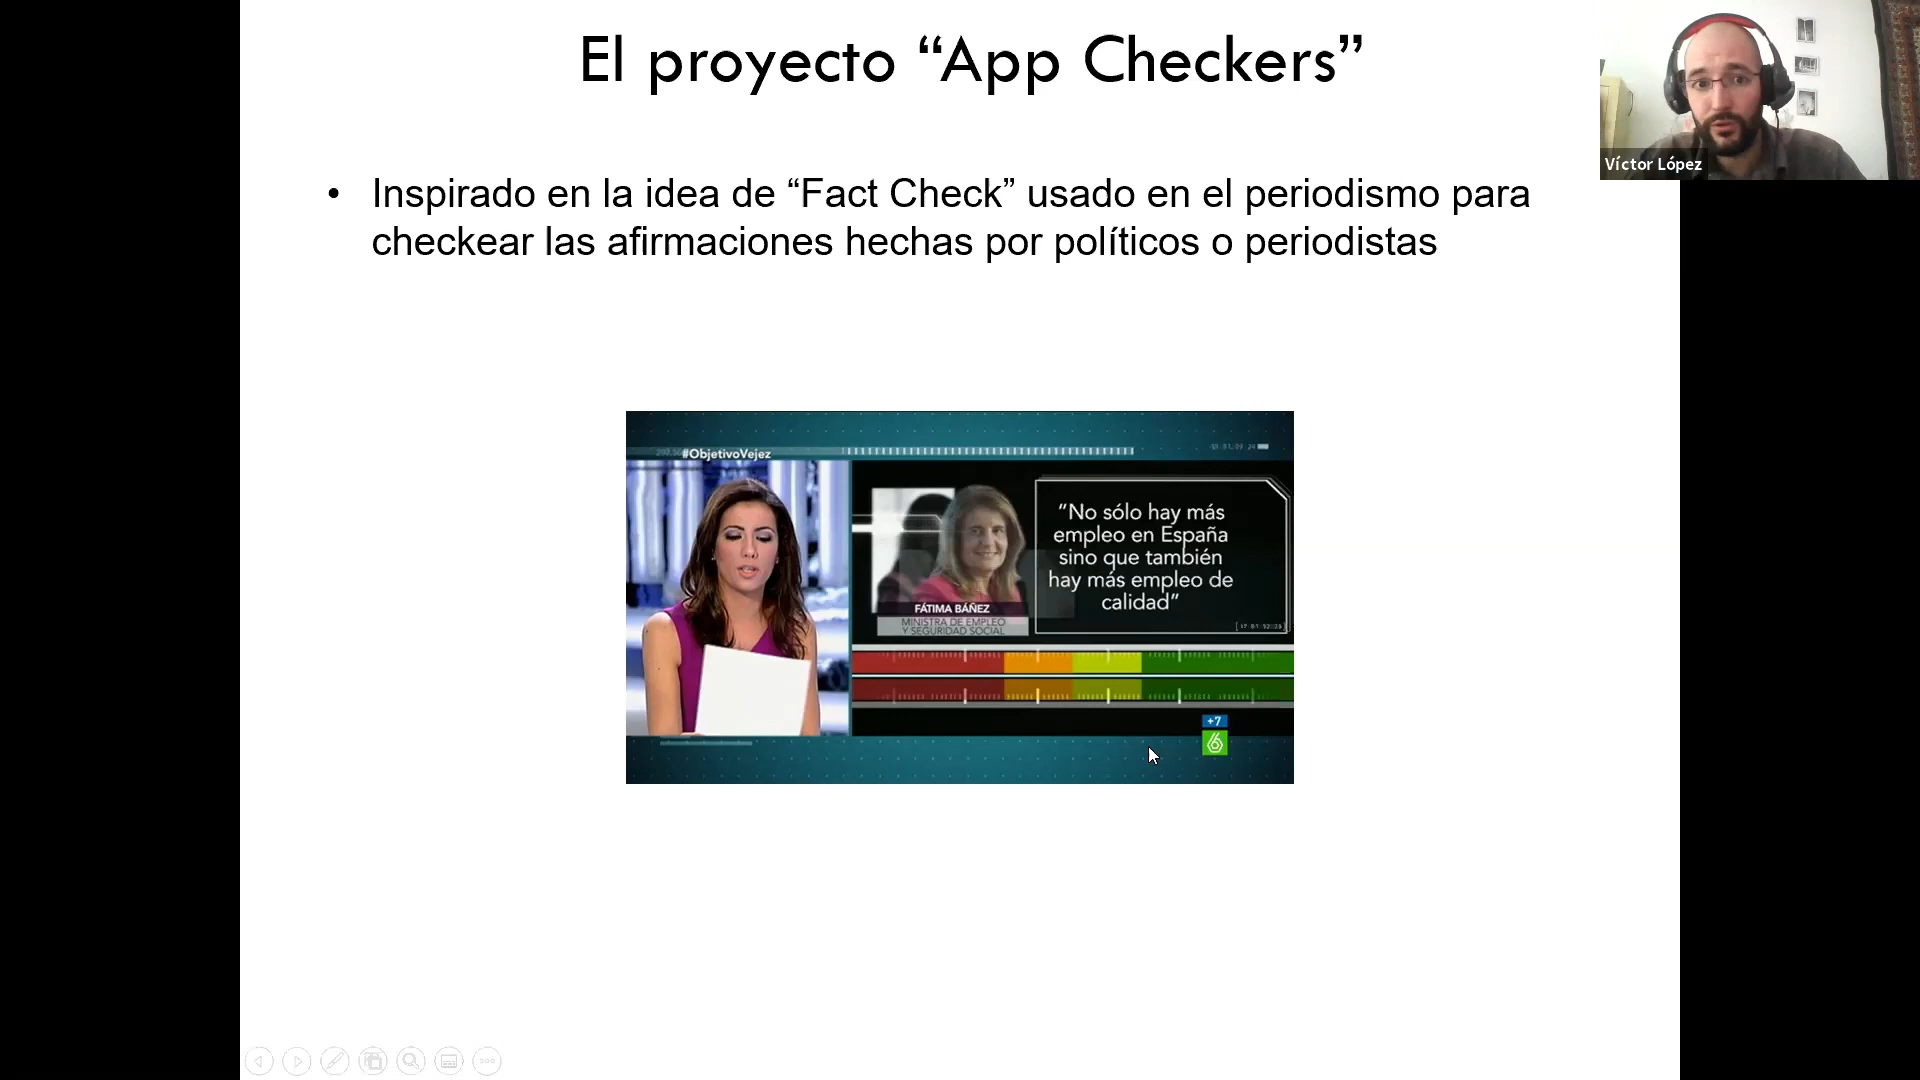 El proyecto “App Checkers”
Víctor López
• Inspirado en la idea de “Fact Check” usado en el periodismo para
checkear las afirmaciones hechas por políticos o periodistas
#ObjetivoVejez
“No sólo hay más
empleo en España
sino que también
hay más empleo de
calidad”
FÁTIMA BÁÑEZ
MINISTRA DE EMPLEO
Y SEGURIDAD SOCIAL
+7
6